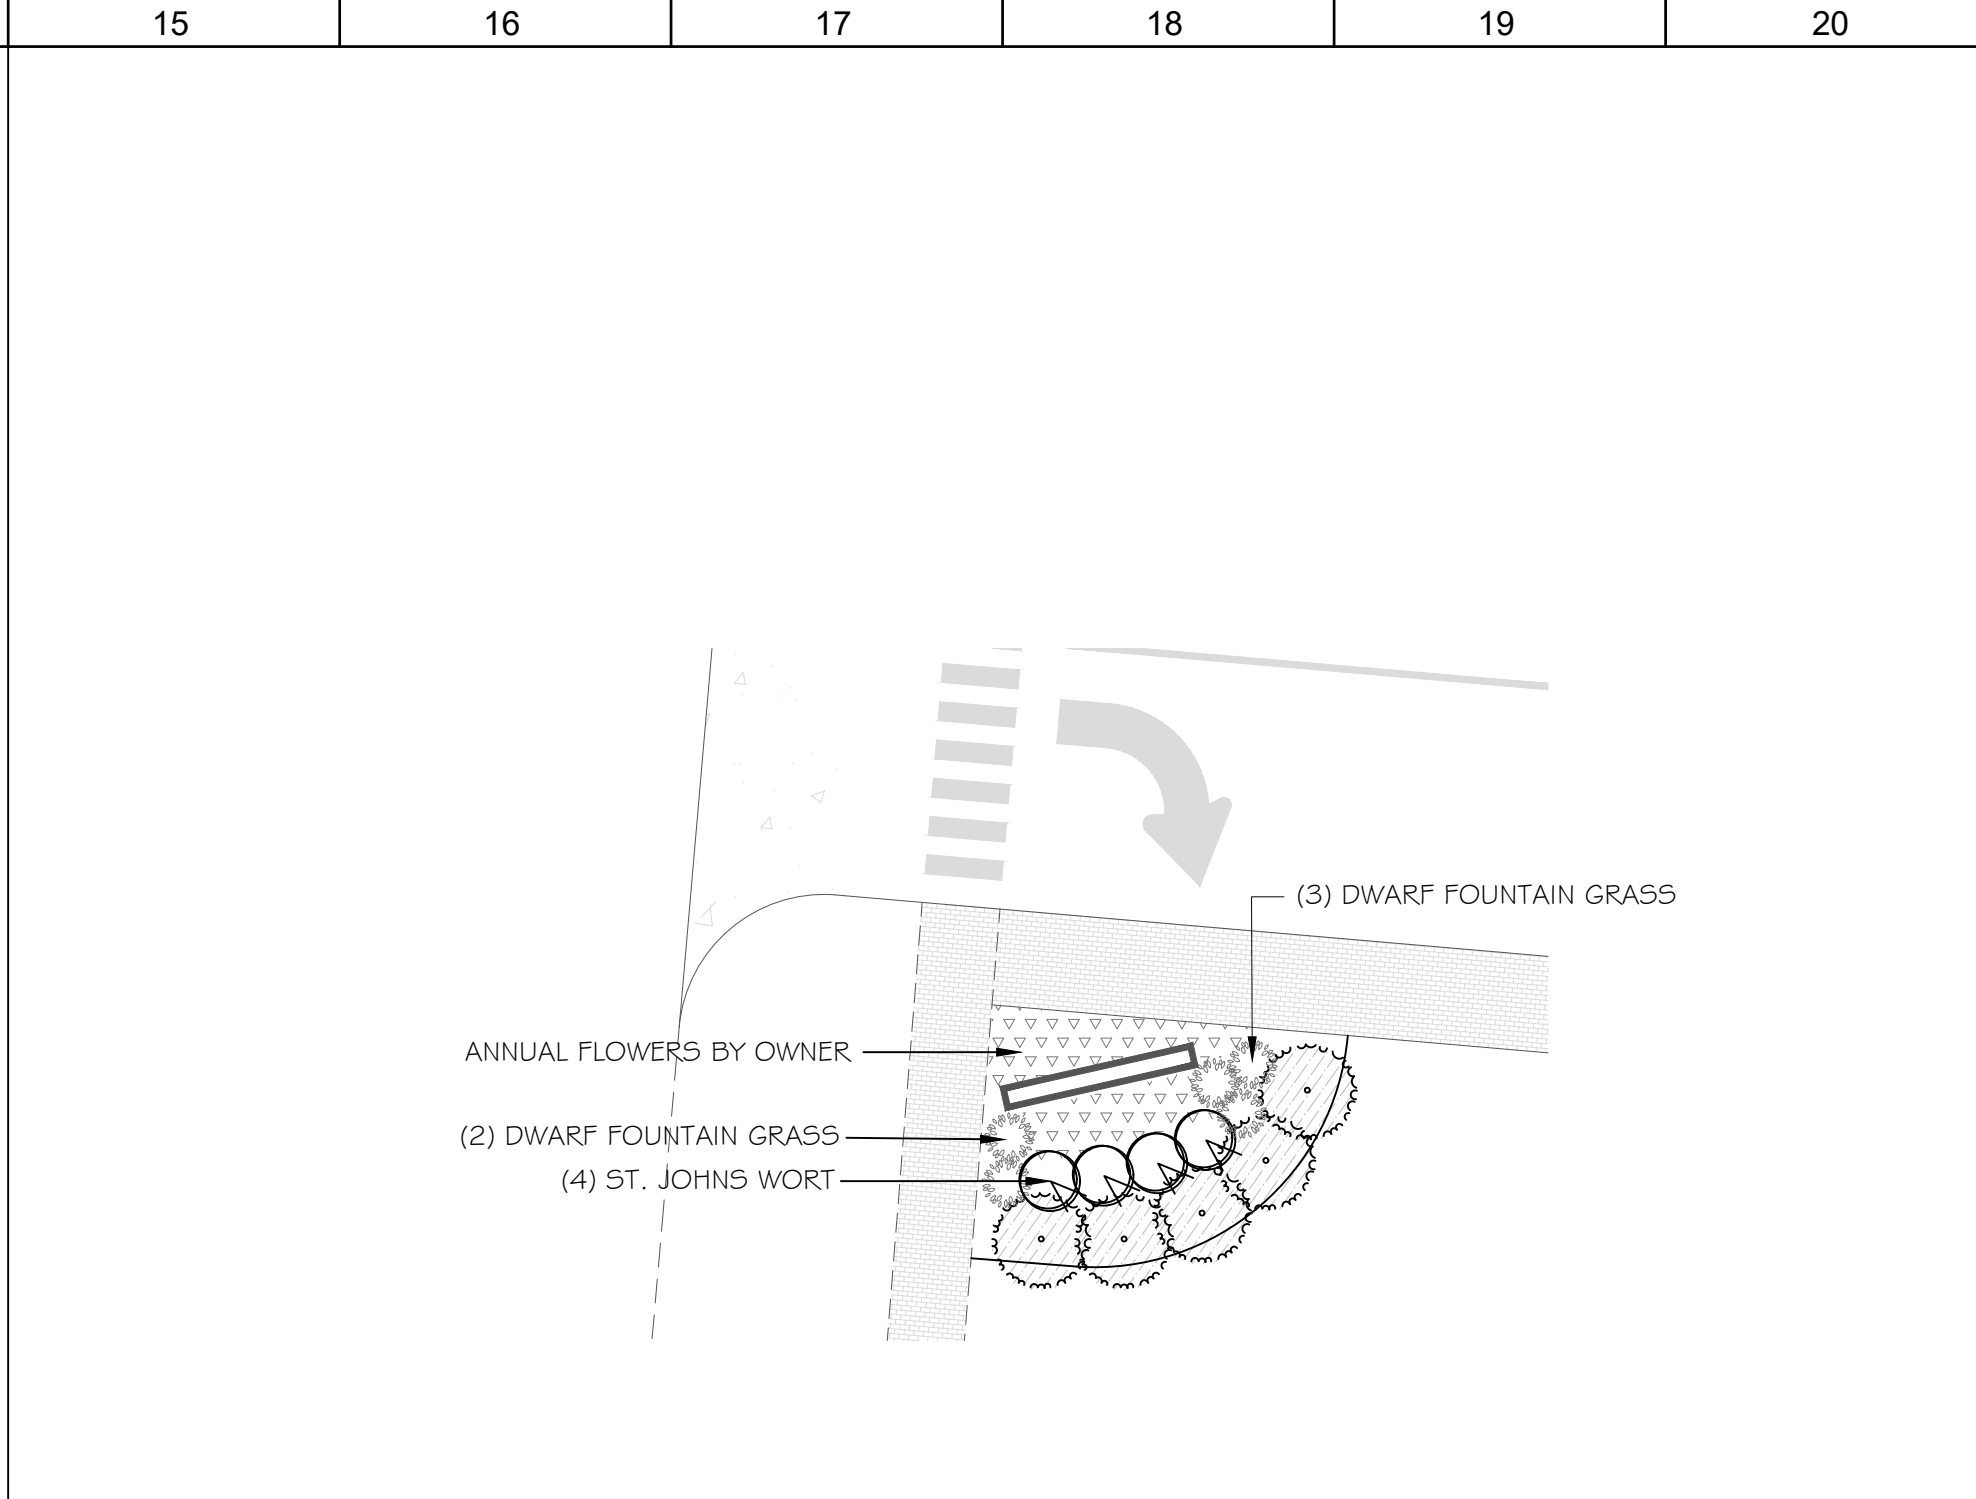 15 16 17 18 19 20
(3) DWARF FOUNTAIN GRASS
ANNUAL FLOWERS BY OWNER
(2) DWARF FOUNTAIN GRASS
(4) ST. JOHNS WORT